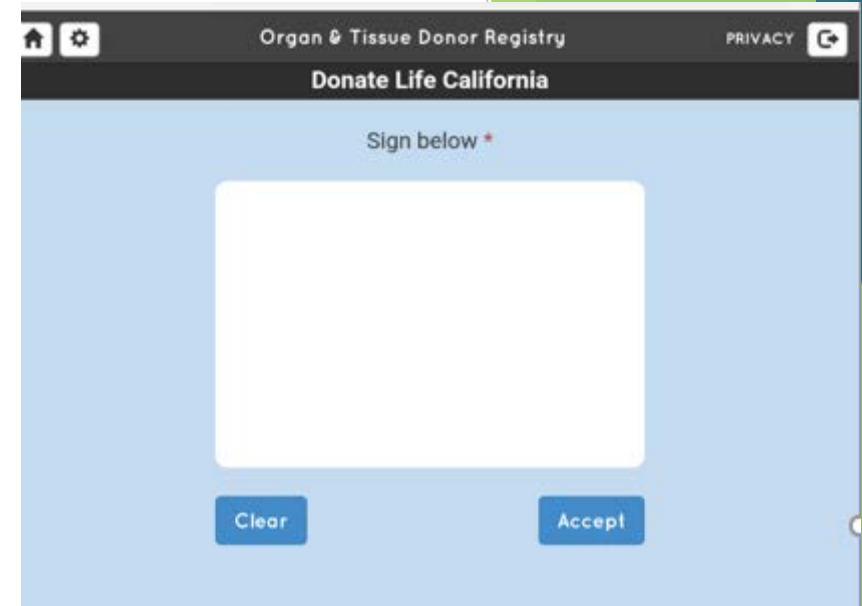 Organ & Tissue Donor Registry PRIVACY
Donate Life California
Sign below *
Clear Accept